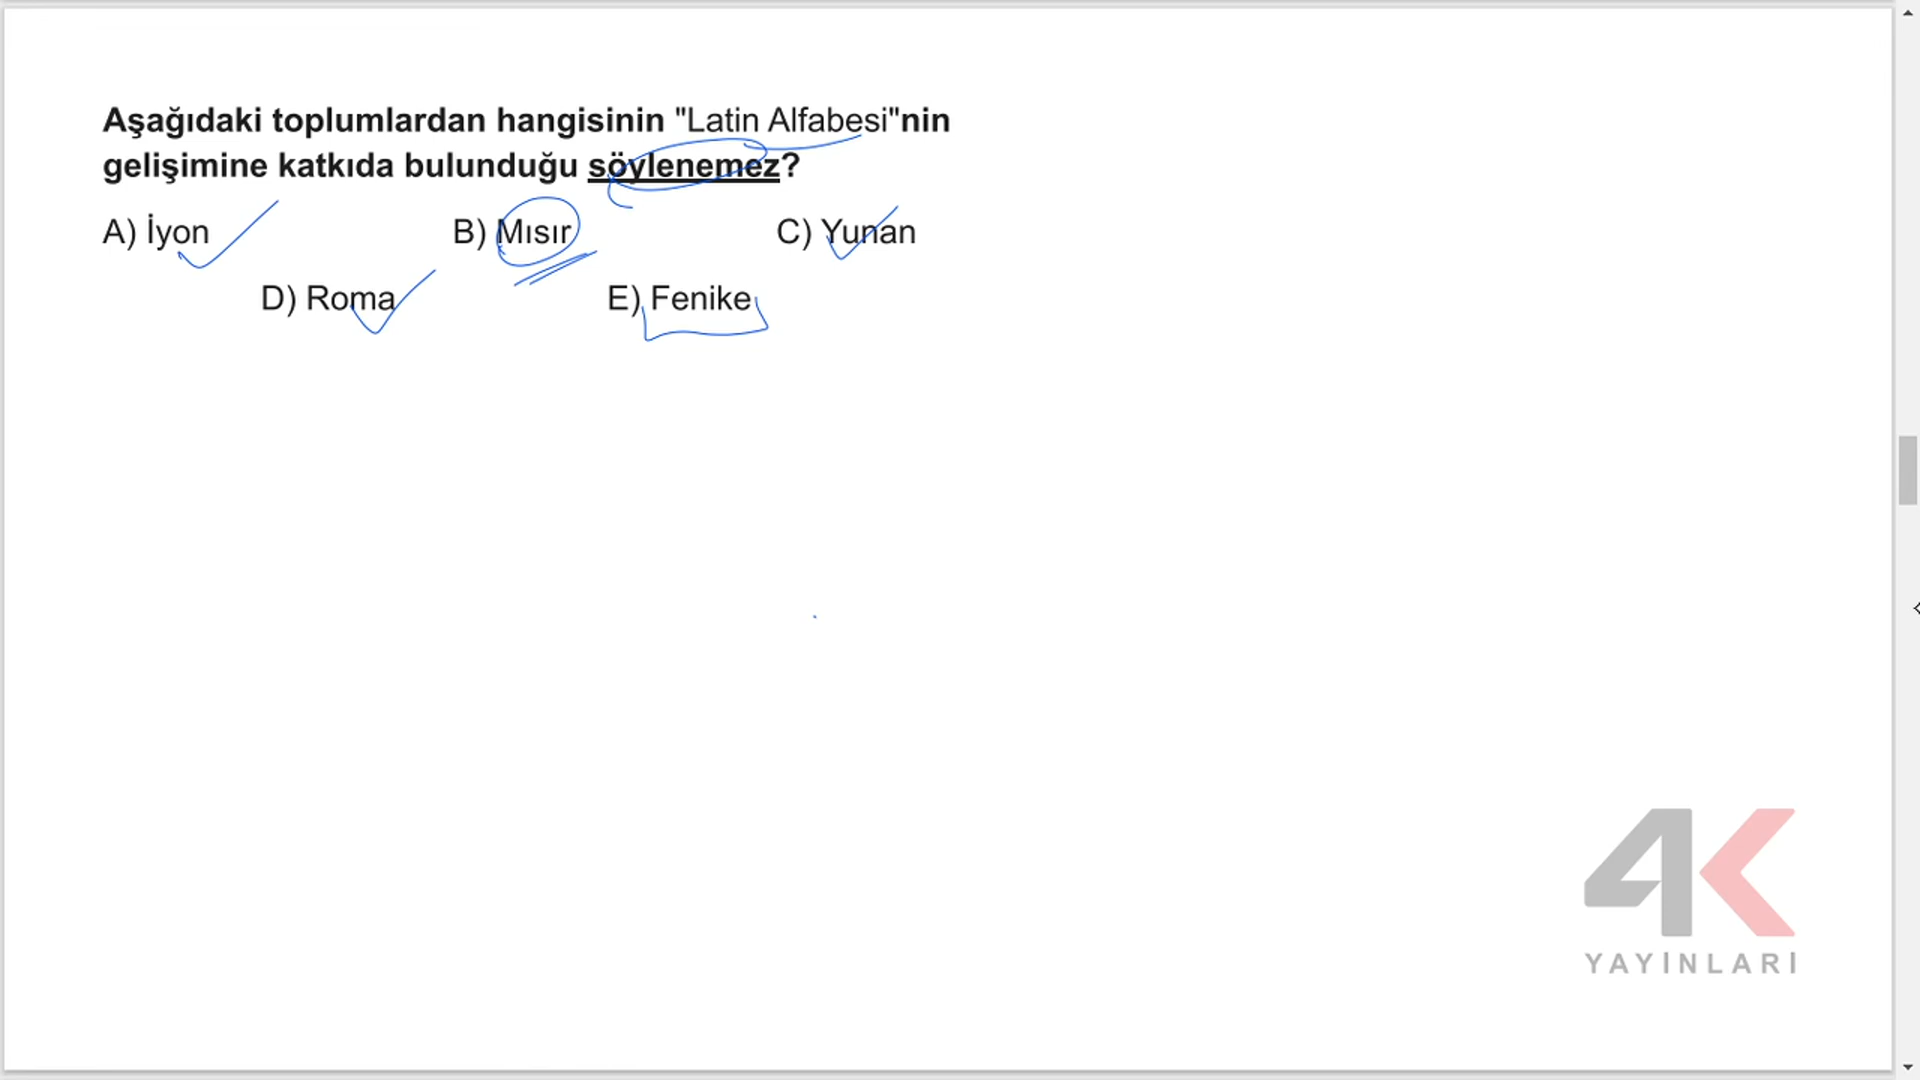 Aşağıdaki toplumlardan hangisinin "Latin Alfabesi"nin
gelişimine katkıda bulunduğu söylenemez?
A) İyon B) Mısır C) Yunan
D) Roma E) Fenike
4K
YAYINLARI